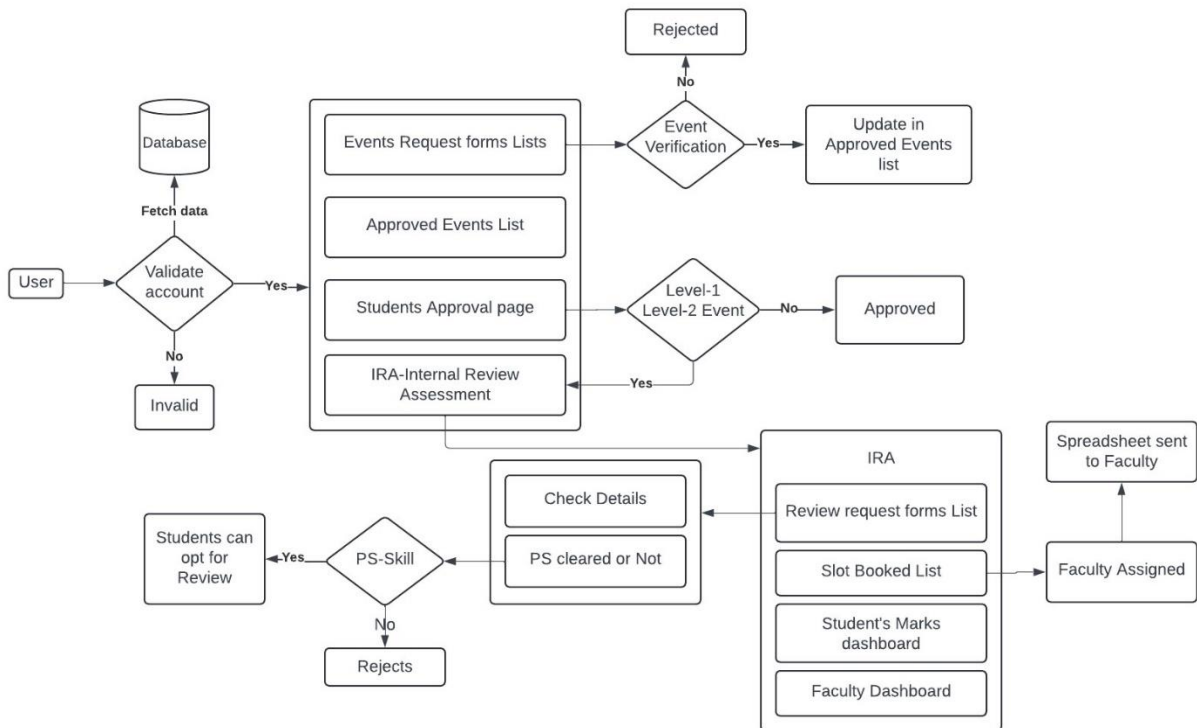 Rejected
No
Database
Events Request forms Lists
Event
Verification
Yes
Update in
Approved Events
list
Fetch data
Approved Events List
User
Validate
account
Yes
Students Approval page
Level-1
Level-2 Event
No
Approved
No
IRA-Internal Review
Assessment
Yes
Invalid
IRA
Spreadsheet sent
to Faculty
Check Details
Review request forms List
Students can
opt for
Review
Yes
PS-Skill
PS cleared or Not
Slot Booked List
Faculty Assigned
No
Student's Marks
dashboard
Rejects
Faculty Dashboard